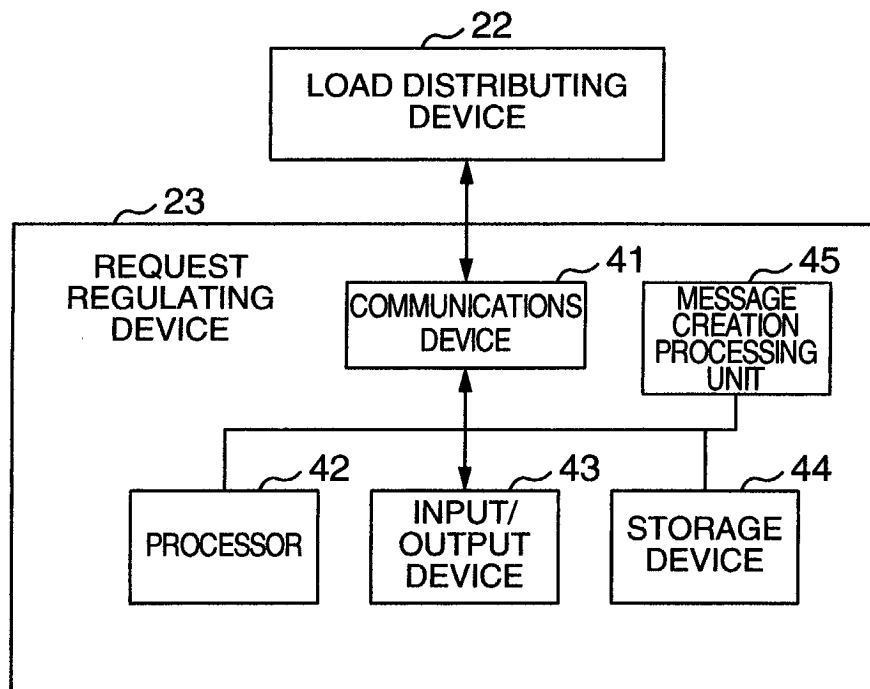 22
LOAD DISTRIBUTING
DEVICE
23
REQUEST
REGULATING
DEVICE
41
COMMUNICATIONS
DEVICE
45
MESSAGE
CREATION
PROCESSING
UNIT
42
PROCESSOR
43
INPUT/
OUTPUT
DEVICE
44
STORAGE
DEVICE